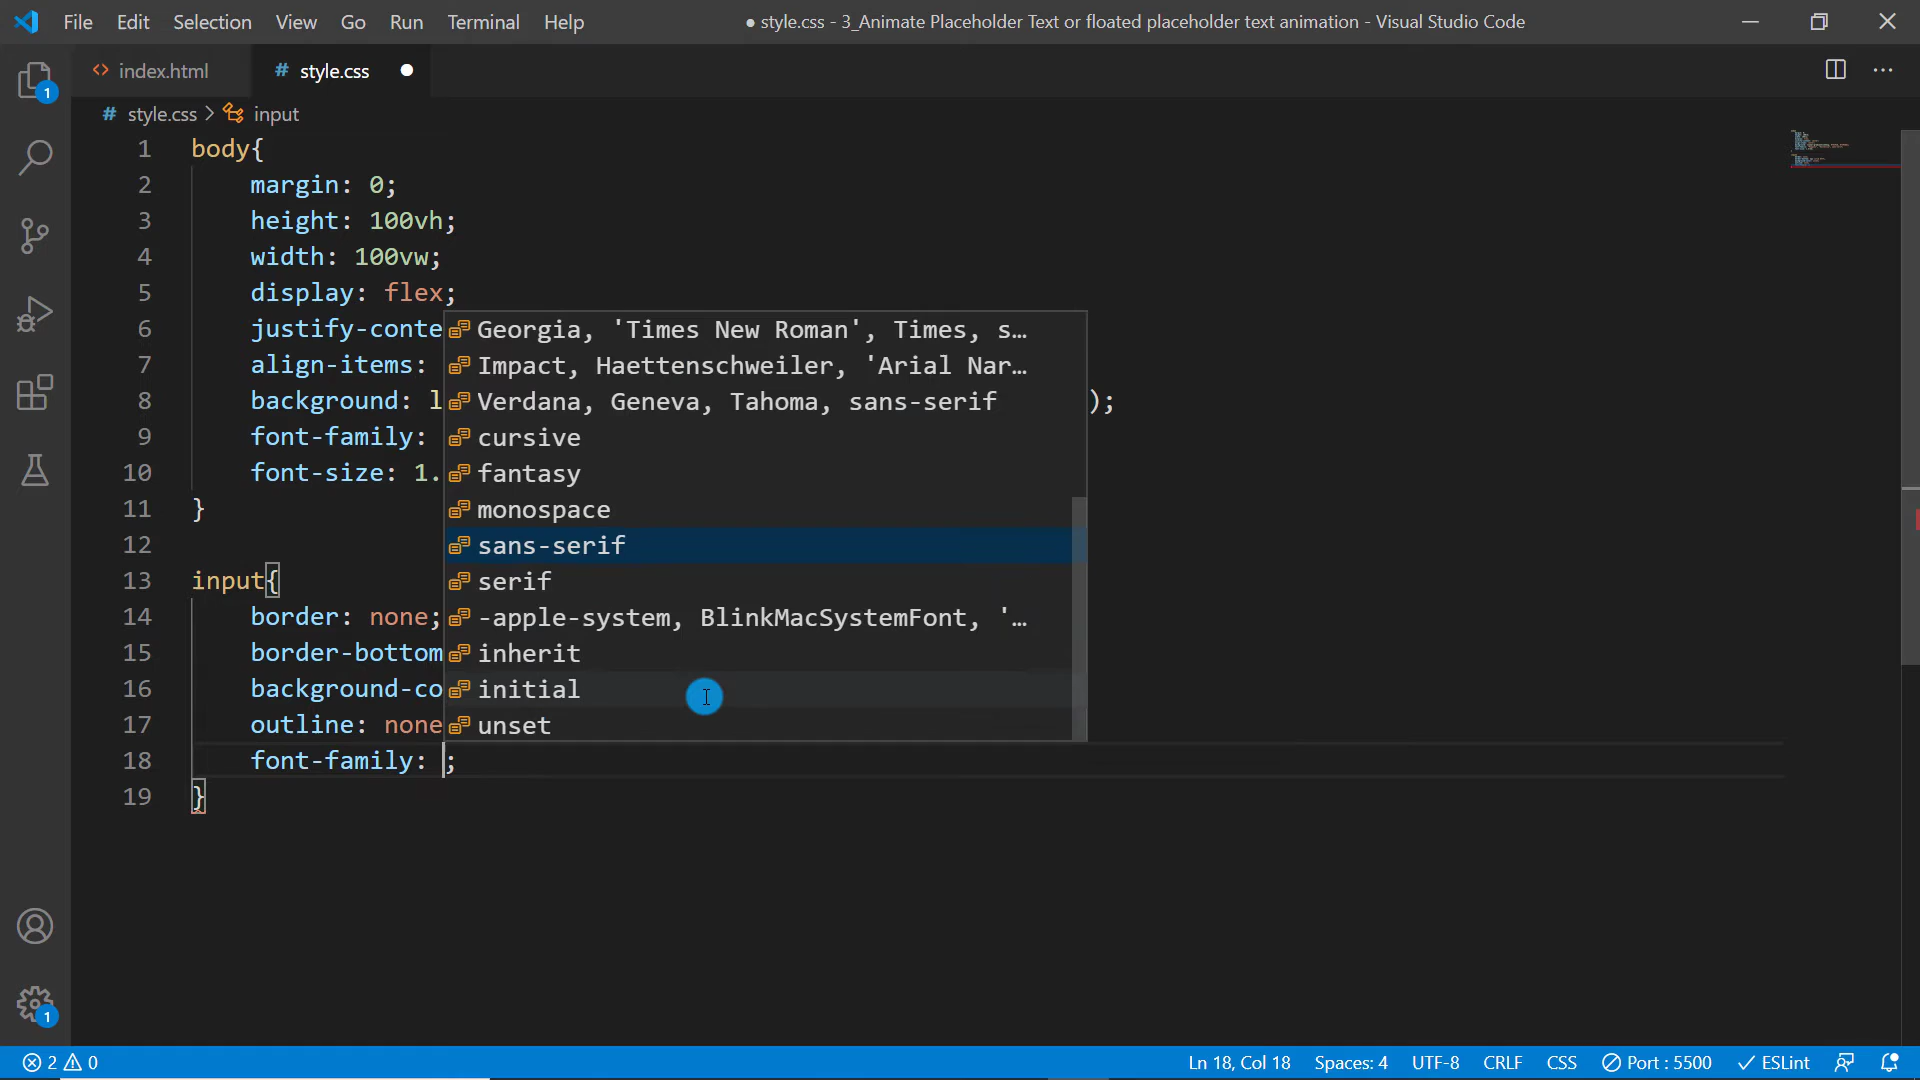 File Edit Selection View Go Run Terminal Help ● style.css - 3_Animate Placeholder Text or floated placeholder text animation - Visual Studio Code
index.html # style.css
# style.css > input
1 body{
2 margin: 0;
3 height: 100vh;
4 width: 100vw;
5 display: flex;
6 justify-conte
7 align-items:
8 background: l );
9 font-family:
10 font-size: 1.
11 }
12
13 input{
14 border: none;
15 border-bottom
16 background-co
17 outline: none
18 font-family: ;
19 }
Georgia, 'Times New Roman', Times, s…
Impact, Haettenschweiler, 'Arial Nar…
Verdana, Geneva, Tahoma, sans-serif
cursive
fantasy
monospace
sans-serif
serif
-apple-system, BlinkMacSystemFont, '…
inherit
initial
unset
1
1
2 0 Ln 18, Col 18 Spaces: 4 UTF-8 CRLF CSS Port : 5500 ESLint